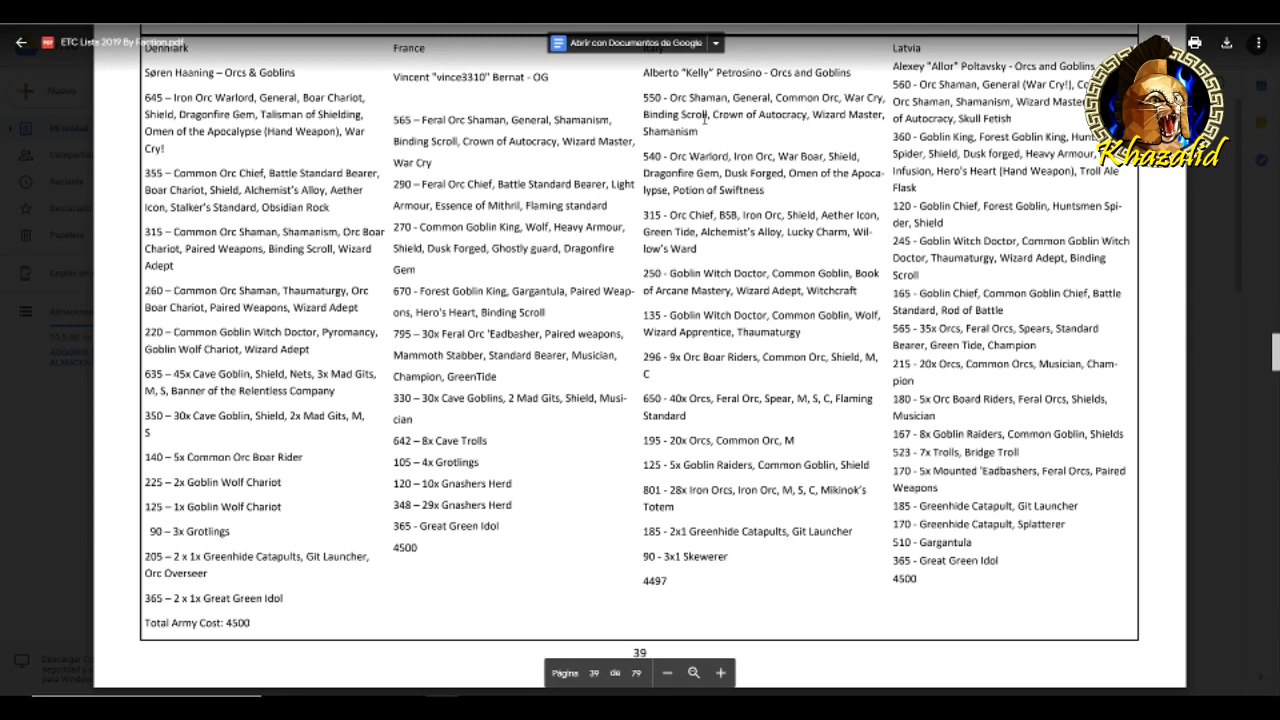 ETC Lists 2019 By Faction.pdf
Abrir con Documentos de Google
Khazalid
Nuevo
Mi unidad
Denmark
Søren Haaning – Orcs & Goblins
645 – Iron Orc Warlord, General, Boar Chariot,
Shield, Dragonfire Gem, Talisman of Shielding,
Omen of the Apocalypse (Hand Weapon), War
Cry!
355 – Common Orc Chief, Battle Standard Bearer,
Boar Chariot, Shield, Alchemist's Alloy, Aether
Icon, Stalker's Standard, Obsidian Rock
315 – Common Orc Shaman, Shamanism, Orc Boar
Chariot, Paired Weapons, Binding Scroll, Wizard
Adept
260 – Common Orc Shaman, Thaumaturgy, Orc
Boar Chariot, Paired Weapons, Wizard Adept
220 – Common Goblin Witch Doctor, Pyromancy,
Goblin Wolf Chariot, Wizard Adept
635 – 45x Cave Goblin, Shield, Nets, 3x Mad Gits,
M, S, Banner of the Relentless Company
350 – 30x Cave Goblin, Shield, 2x Mad Gits, M,
S
140 – 5x Common Orc Boar Rider
225 – 2x Goblin Wolf Chariot
125 – 1x Goblin Wolf Chariot
90 – 3x Grotlings
205 – 2 x 1x Greenhide Catapults, Git Launcher,
Orc Overseer
365 – 2 x 1x Great Green Idol
Total Army Cost: 4500
France
Vincent "vince3310" Bernat - OG
565 – Feral Orc Shaman, General, Shamanism,
Binding Scroll, Crown of Autocracy, Wizard Master,
War Cry
290 – Feral Orc Chief, Battle Standard Bearer, Light
Armour, Essence of Mithril, Flaming standard
270 - Common Goblin King, Wolf, Heavy Armour,
Shield, Dusk Forged, Ghostly guard, Dragonfire
Gem
670 - Forest Goblin King, Gargantula, Paired Weap-
ons, Hero's Heart, Binding Scroll
795 – 30x Feral Orc 'Eadbasher, Paired weapons,
Mammoth Stabber, Standard Bearer, Musician,
Champion, GreenTide
330 – 30x Cave Goblins, 2 Mad Gits, Shield, Musi-
cian
642 – 8x Cave Trolls
105 – 4x Grotlings
120 – 10x Gnashers Herd
348 – 29x Gnashers Herd
365 - Great Green Idol
4500
Alberto "Kelly" Petrosino - Orcs and Goblins
550 - Orc Shaman, General, Common Orc, War Cry,
Binding Scroll, Crown of Autocracy, Wizard Master,
Shamanism
540 - Orc Warlord, Iron Orc, War Boar, Shield,
Dragonfire Gem, Dusk Forged, Omen of the Apoca-
lypse, Potion of Swiftness
315 - Orc Chief, BSB, Iron Orc, Shield, Aether Icon,
Green Tide, Alchemist's Alloy, Lucky Charm, Wil-
low's Ward
250 - Goblin Witch Doctor, Common Goblin, Book
of Arcane Mastery, Wizard Adept, Witchcraft
135 - Goblin Witch Doctor, Common Goblin, Wolf,
Wizard Apprentice, Thaumaturgy
296 - 9x Orc Boar Riders, Common Orc, Shield, M,
C
650 - 40x Orcs, Feral Orc, Spear, M, S, C, Flaming
Standard
195 - 20x Orcs, Common Orc, M
125 - 5x Goblin Raiders, Common Goblin, Shield
801 - 28x Iron Orcs, Iron Orc, M, S, C, Mikinok's
Totem
185 - 2x1 Greenhide Catapults, Git Launcher
90 - 3x1 Skewerer
4497
Latvia
Alexey "Allor" Poltavsky - Orcs and Goblins
560 - Orc Shaman, General (War Cry!),
Orc Shaman, Shamanism, Wizard
of Autocracy, Skull Fetish
360 - Goblin King, Forest Goblin King,
Spider, Shield, Dusk forged, Heavy Armour,
Infusion, Hero's Heart (Hand Weapon), Troll Ale
Flask
120 - Goblin Chief, Forest Goblin, Huntsmen Spi-
der, Shield
245 - Goblin Witch Doctor, Common Goblin Witch
Doctor, Thaumaturgy, Wizard Adept, Binding
Scroll
165 - Goblin Chief, Common Goblin Chief, Battle
Standard, Rod of Battle
565 - 35x Orcs, Feral Orcs, Spears, Standard
Bearer, Green Tide, Champion
215 - 20x Orcs, Common Orcs, Musician, Cham-
pion
180 - 5x Orc Board Riders, Feral Orcs, Shields,
Musician
167 - 8x Goblin Raiders, Common Goblin, Shields
523 - 7x Trolls, Bridge Troll
170 - 5x Mounted 'Eadbashers, Feral Orcs, Paired
Weapons
185 - Greenhide Catapult, Git Launcher
170 - Greenhide Catapult, Splatterer
510 - Gargantula
365 - Great Green Idol
4500
39
Página 39 de 79